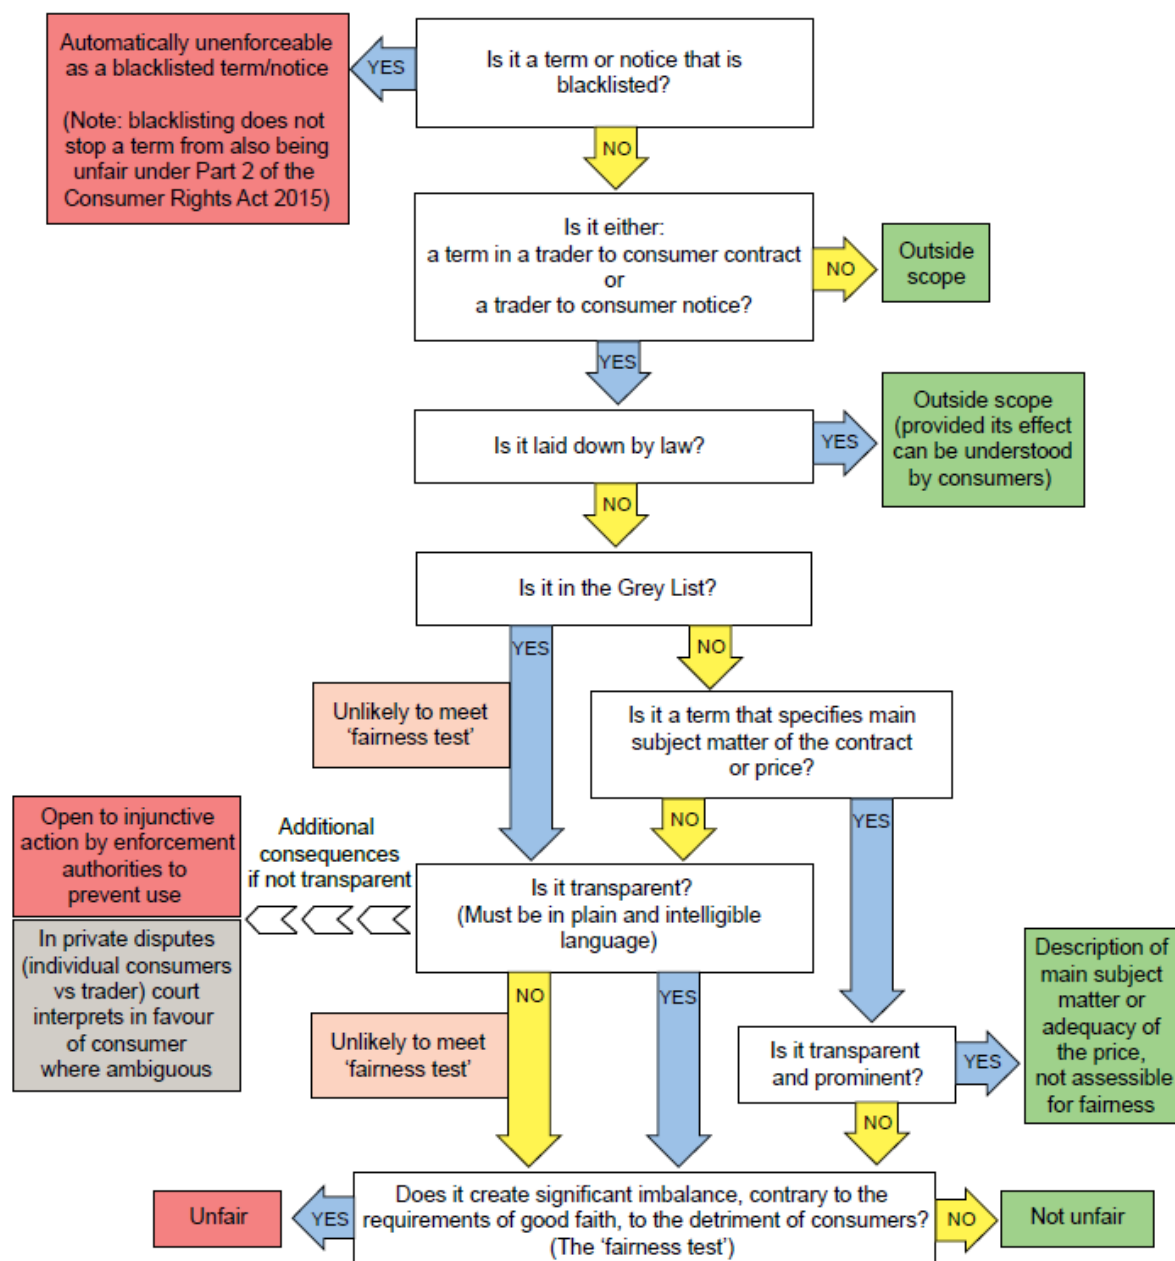 Automatically unenforceable
as a blacklisted term/notice
(Note: blacklisting does not
stop a term from also being
unfair under Part 2 of the
Consumer Rights Act 2015)
YES
Is it a term or notice that is
blacklisted?
NO
Is it either:
a term in a trader to consumer contract
or
a trader to consumer notice?
NO
Outside
scope
YES
Is it laid down by law?
YES
Outside scope
(provided its effect
can be understood
by consumers)
NO
Is it in the Grey List?
YES
NO
Unlikely to meet
‘fairness test’
Is it a term that specifies main
subject matter of the contract
or price?
NO
YES
Open to injunctive
action by enforcement
authorities to
prevent use
Additional
consequences
if not transparent
Is it transparent?
(Must be in plain and intelligible
language)
In private disputes
(individual consumers
vs trader) court
interprets in favour
of consumer
where ambiguous
NO
YES
Unlikely to meet
‘fairness test’
Is it transparent
and prominent?
YES
Description of
main subject
matter or
adequacy of
the price,
not assessible
for fairness
NO
Does it create significant imbalance, contrary to the
requirements of good faith, to the detriment of consumers?
(The ‘fairness test’)
YES
Unfair
NO
Not unfair